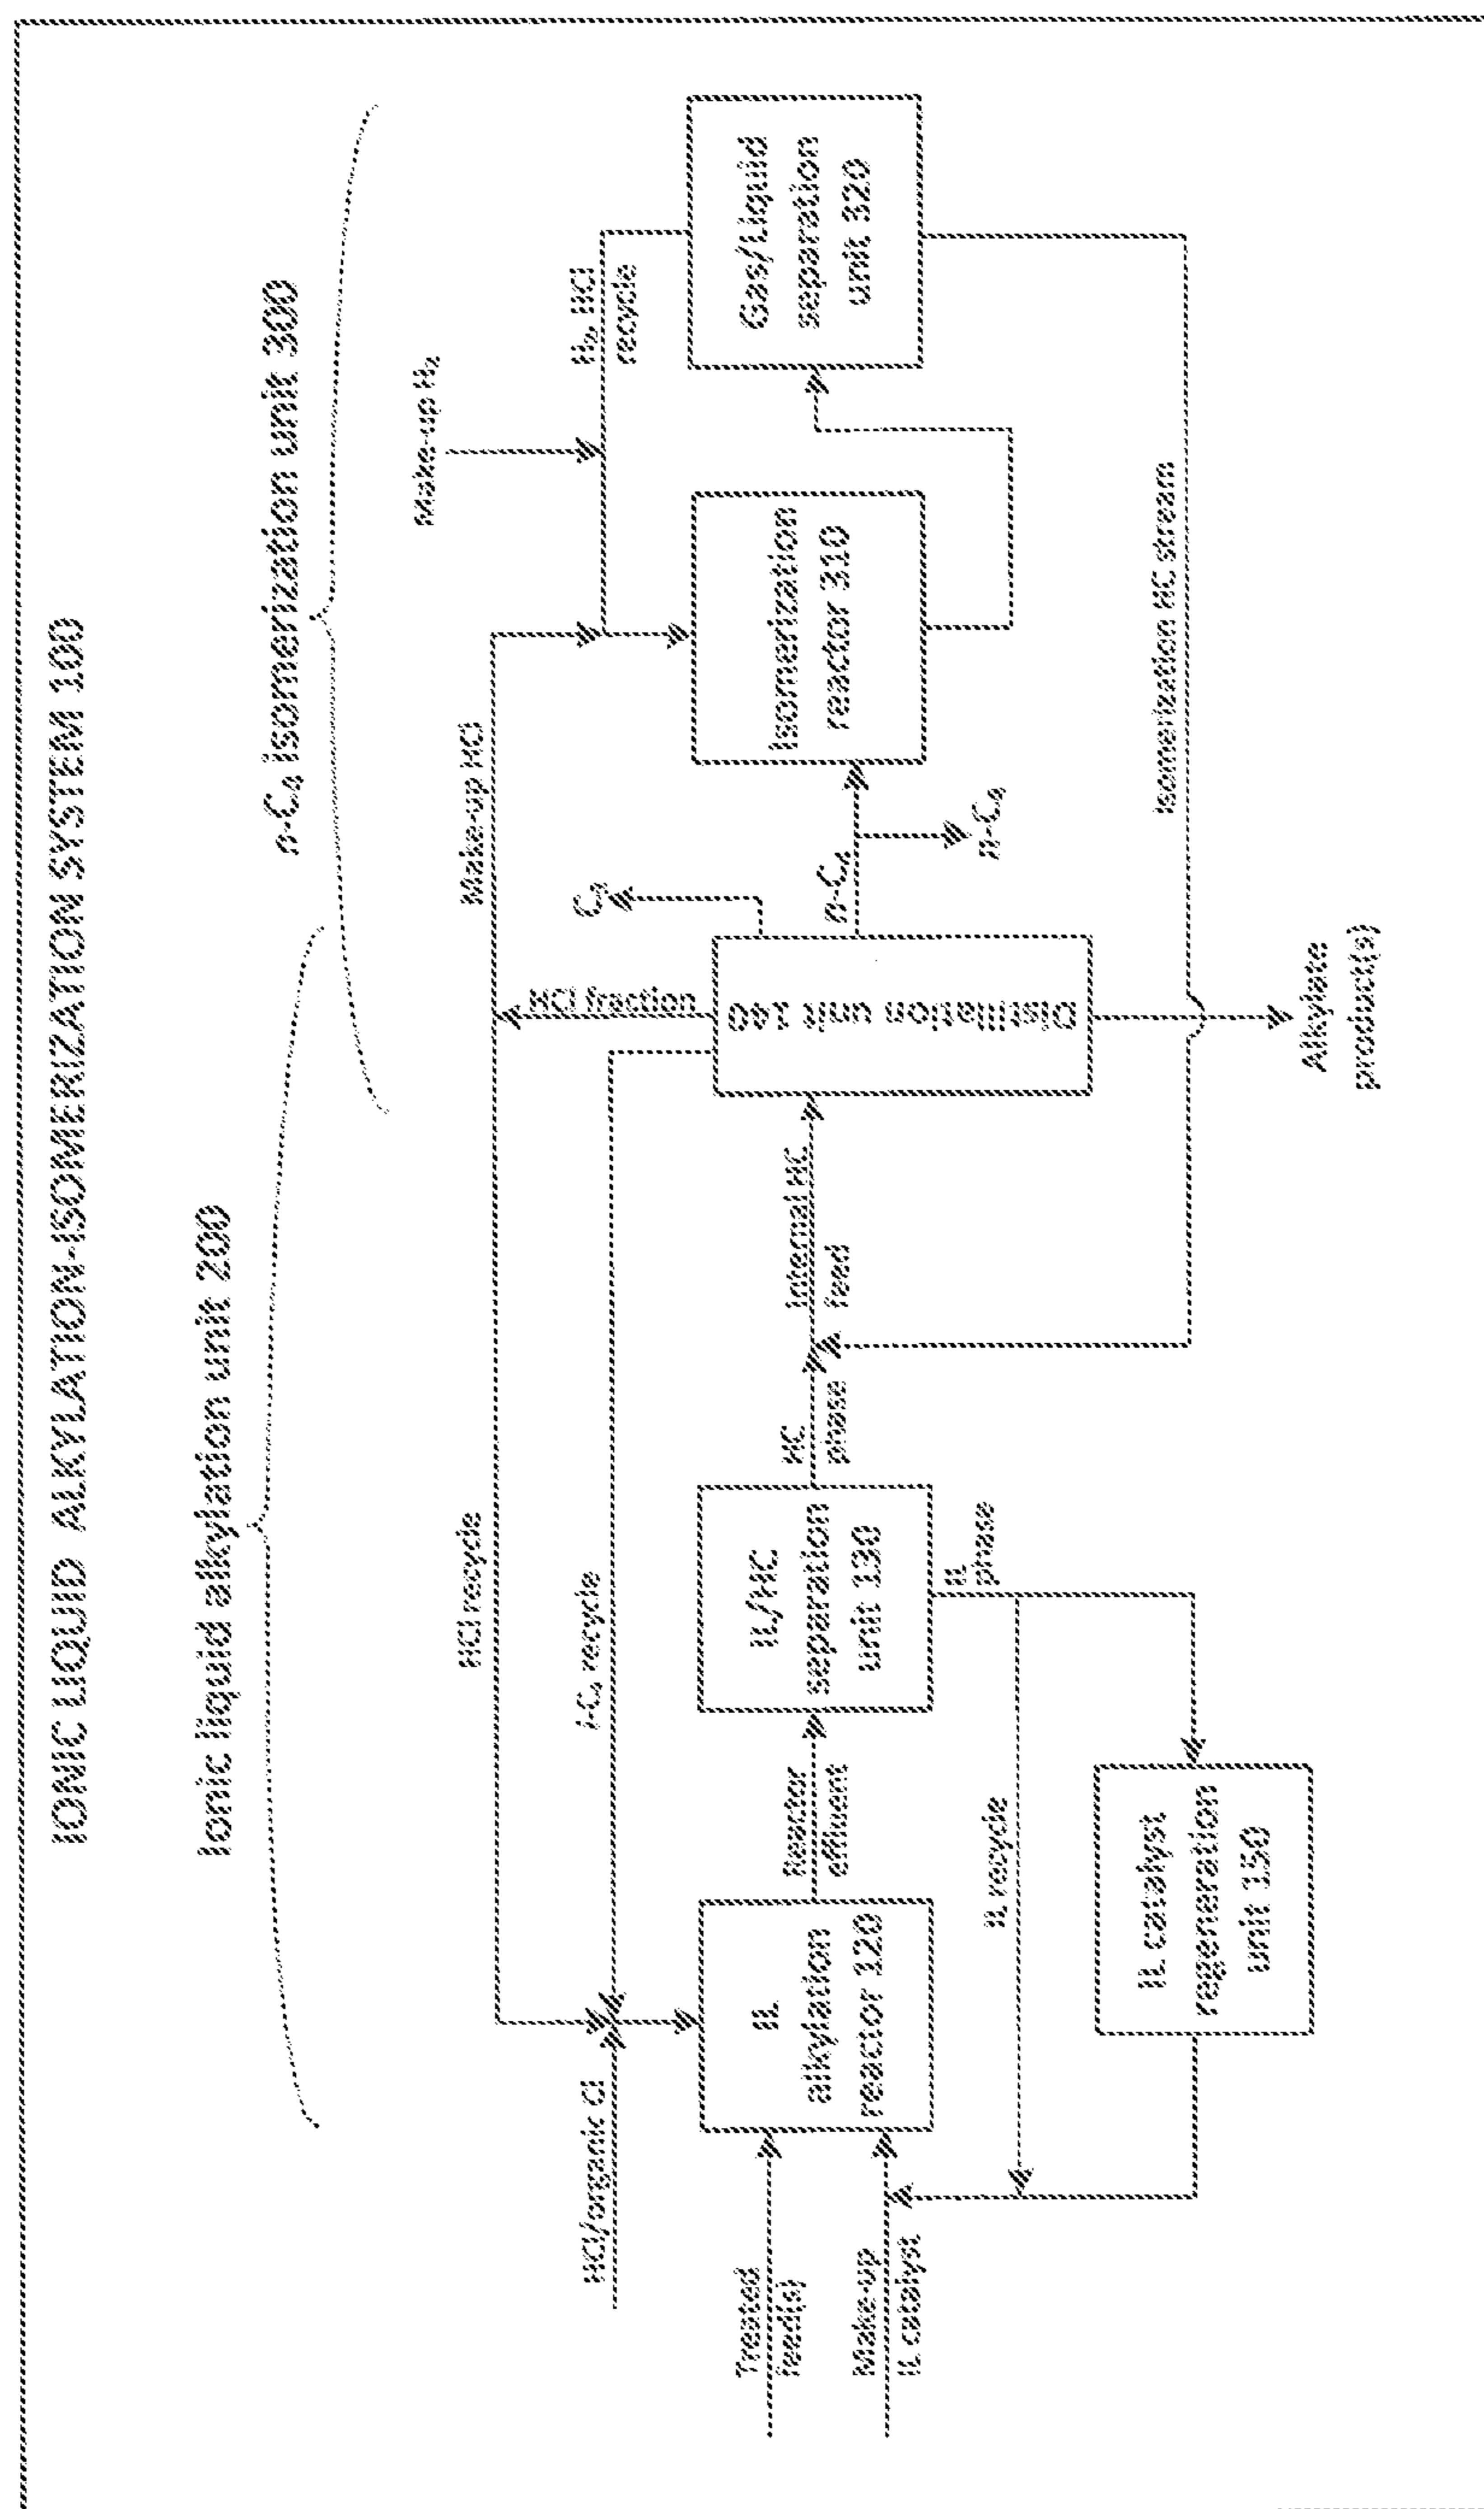 IONIC LIQUID ALKYLATION-ISOMERIZATION SYSTEM 100
Ionic liquid alkylation unit 200
n-C₄ isomerization unit 300
Make-up H₂
HCl recycle
Make-up HCl
H₂, HCl
recycle
i-C₄ recycle
HCl fraction
C₃
HCl/organic Cl
Treated
feed(s)
Make-up
IL catalyst
IL
alkylation
reactor 120
Reactor
effluent
IL/HC
separation
unit 130
HC
phase
Internal HC
feed
Distillation unit 140
n-C₄
n-C₄
Isomerization
reactor 310
Gas/Liquid
separation
unit 320
IL
phase
IL recycle
IL catalyst
regeneration
unit 150
Isomerization HC stream
Alkylate
product(s)